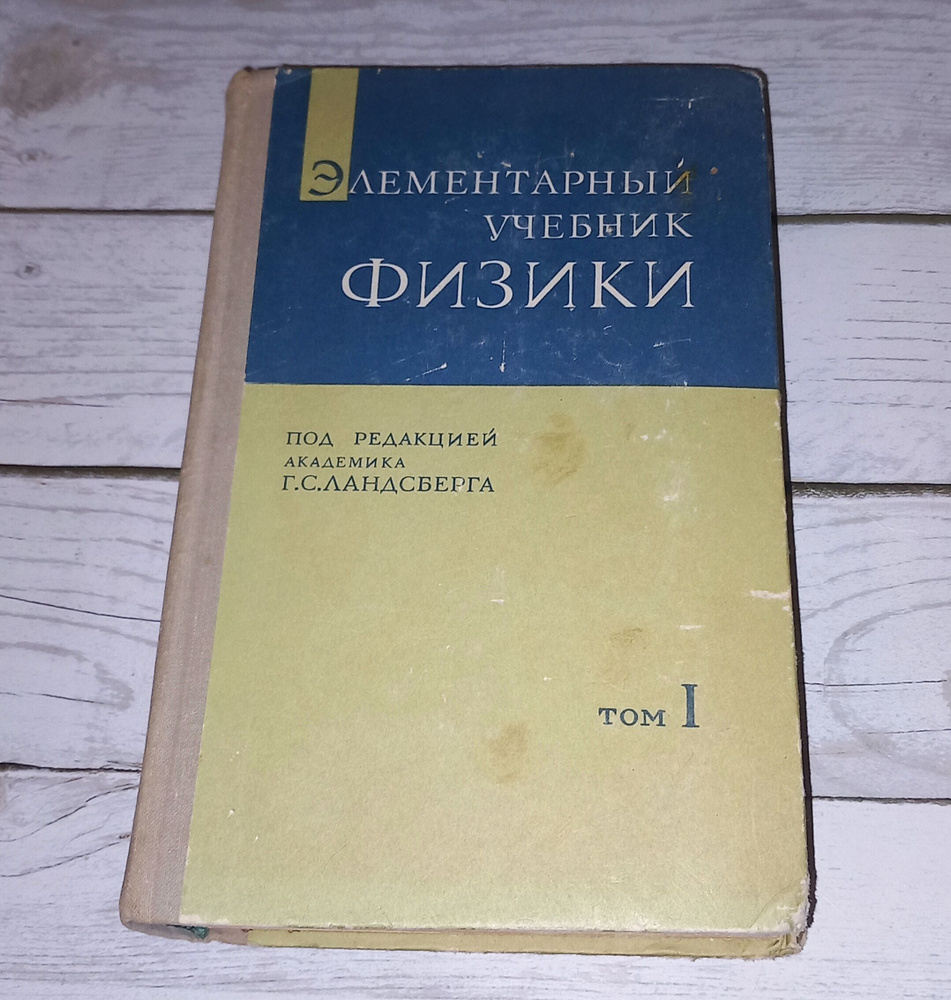 Элементарный
учебник
физики
под редакцией
академика
Г.С.Ландсберга
том I